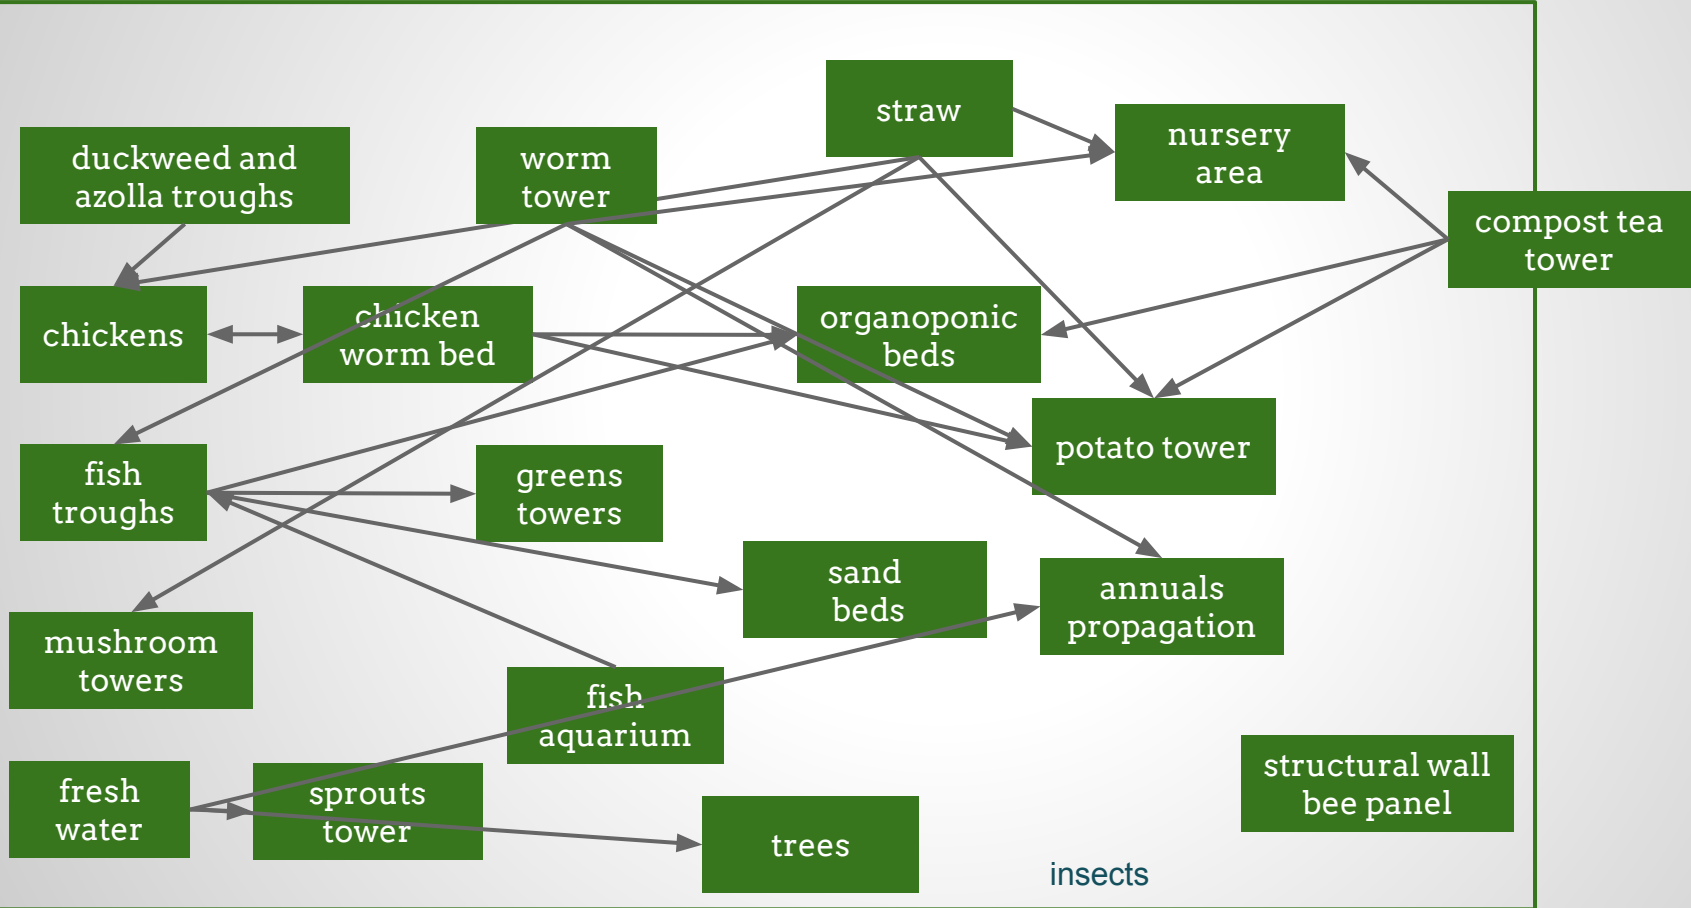 straw
nursery
area
duckweed and
azolla troughs
worm
tower
compost tea
tower
chickens
chicken
worm bed
organoponic
beds
potato tower
fish
troughs
greens
towers
sand
beds
annuals
propagation
mushroom
towers
fish
aquarium
fresh
water
sprouts
tower
trees
structural wall
bee panel
insects